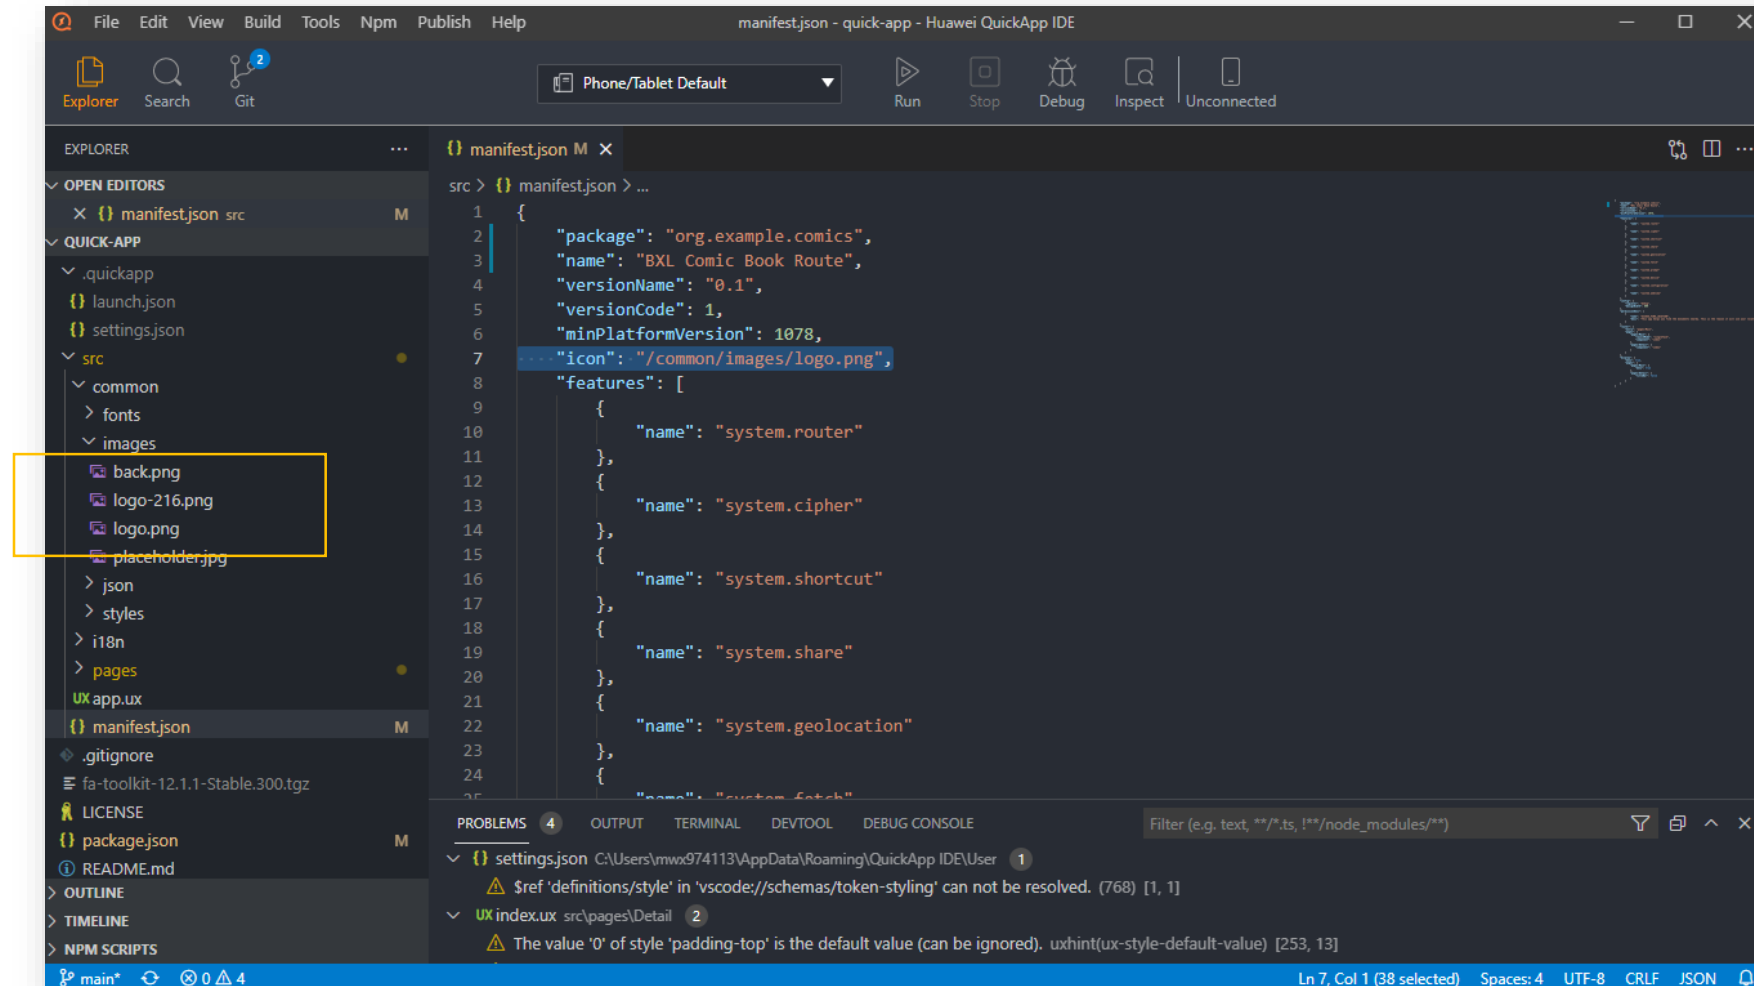 File Edit View Build Tools Npm Publish Help
manifest.json - quick-app - Huawei QuickApp IDE
Explorer
Search
2
Git
Phone/Tablet Default
Run
Stop
Debug
Inspect
Unconnected
EXPLORER
OPEN EDITORS
{} manifest.json src M
QUICK-APP
.quickapp
{} launch.json
{} settings.json
src
common
fonts
images
back.png
logo-216.png
logo.png
placeholder.jpg
json
styles
i18n
pages
UX app.ux
{} manifest.json M
.gitignore
fa-toolkit-12.1.1-Stable.300.tgz
LICENSE
{} package.json M
README.md
OUTLINE
TIMELINE
NPM SCRIPTS
{} manifest.json M
src > {} manifest.json > ...
1 {
2 "package": "org.example.comics",
3 "name": "BXL Comic Book Route",
4 "versionName": "0.1",
5 "versionCode": 1,
6 "minPlatformVersion": 1078,
7 "icon": "/common/images/logo.png",
8 "features": [
9 {
10 "name": "system.router"
11 },
12 {
13 "name": "system.cipher"
14 },
15 {
16 "name": "system.shortcut"
17 },
18 {
19 "name": "system.share"
20 },
21 {
22 "name": "system.geolocation"
23 },
24 {
25 "name": "system.fetch"
PROBLEMS 4 OUTPUT TERMINAL DEVTOOL DEBUG CONSOLE
Filter (e.g. text, **/*.ts, !**/node_modules/**)
{} settings.json C:\Users\mwx974113\AppData\Roaming\QuickApp IDE\User 1
$ref 'definitions/style' in 'vscode://schemas/token-styling' can not be resolved. (768) [1, 1]
UX index.ux src\pages\Detail 2
The value '0' of style 'padding-top' is the default value (can be ignored). uxhint(ux-style-default-value) [253, 13]
main* 0 4
Ln 7, Col 1 (38 selected) Spaces: 4 UTF-8 CRLF JSON